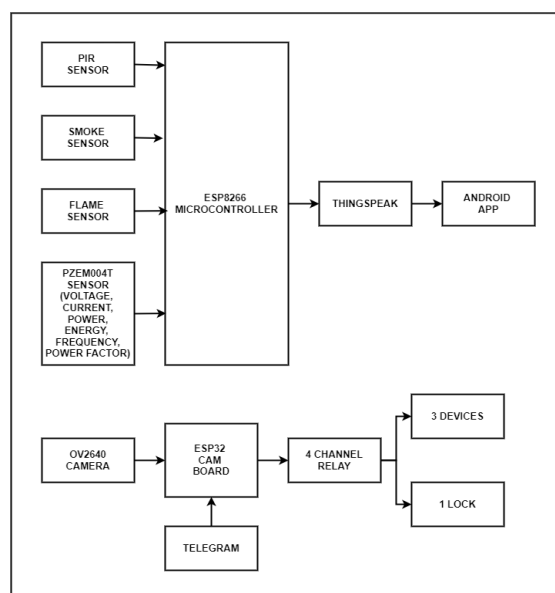 PIR
SENSOR
SMOKE
SENSOR
FLAME
SENSOR
PZEM004T
SENSOR
(VOLTAGE,
CURRENT,
POWER,
ENERGY,
FREQUENCY,
POWER FACTOR)
ESP8266
MICROCONTROLLER
THINGSPEAK
ANDROID
APP
OV2640
CAMERA
ESP32
CAM
BOARD
4 CHANNEL
RELAY
3 DEVICES
1 LOCK
TELEGRAM